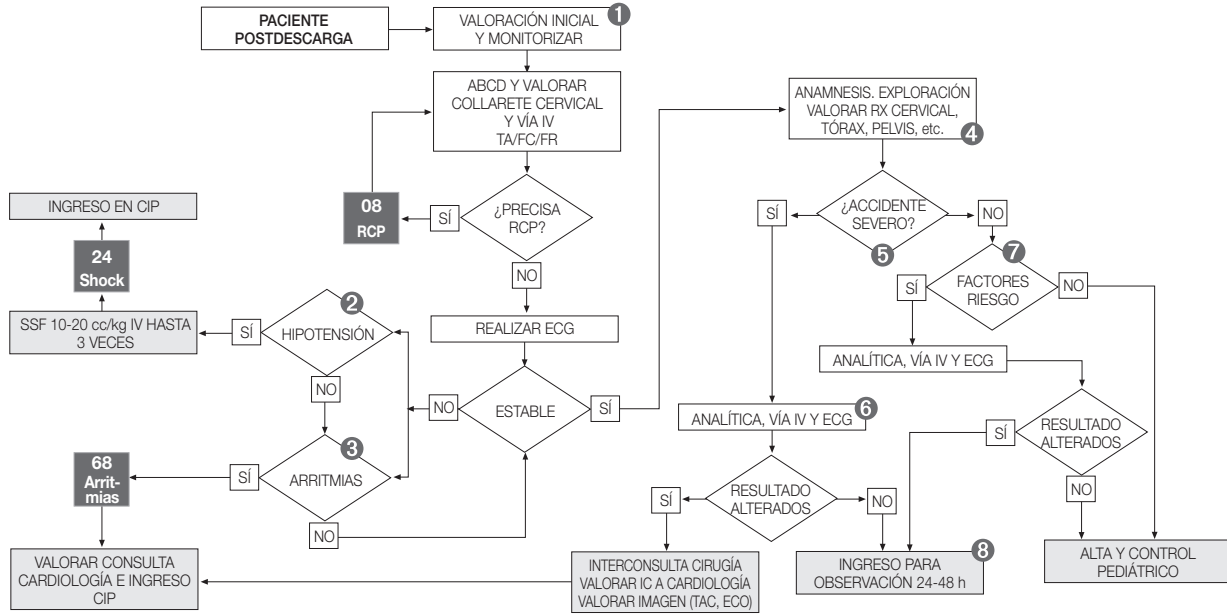 PACIENTE
POSTDESCARGA
1
VALORACIÓN INICIAL
Y MONITORIZAR
ABCD Y VALORAR
COLLARETE CERVICAL
Y VÍA IV
TA/FC/FR
¿PRECISA
RCP?
SÍ
08
RCP
NO
REALIZAR ECG
ESTABLE
NO
SÍ
2
HIPOTENSIÓN
SÍ
SSF 10-20 cc/kg IV HASTA
3 VECES
24
Shock
INGRESO EN CIP
NO
3
ARRITMIAS
SÍ
68
Arrit-
mias
NO
VALORAR CONSULTA
CARDIOLOGÍA E INGRESO
CIP
ANAMNESIS. EXPLORACIÓN
VALORAR RX CERVICAL,
TÓRAX, PELVIS, etc.
4
¿ACCIDENTE
SEVERO?
5
SÍ
NO
7
FACTORES
RIESGO
SÍ
NO
ANALÍTICA, VÍA IV Y ECG
ANALÍTICA, VÍA IV Y ECG
6
RESULTADO
ALTERADOS
SÍ
NO
RESULTADO
ALTERADOS
SÍ
NO
INTERCONSULTA CIRUGÍA
VALORAR IC A CARDIOLOGÍA
VALORAR IMAGEN (TAC, ECO)
8
INGRESO PARA
OBSERVACIÓN 24-48 h
ALTA Y CONTROL
PEDIÁTRICO